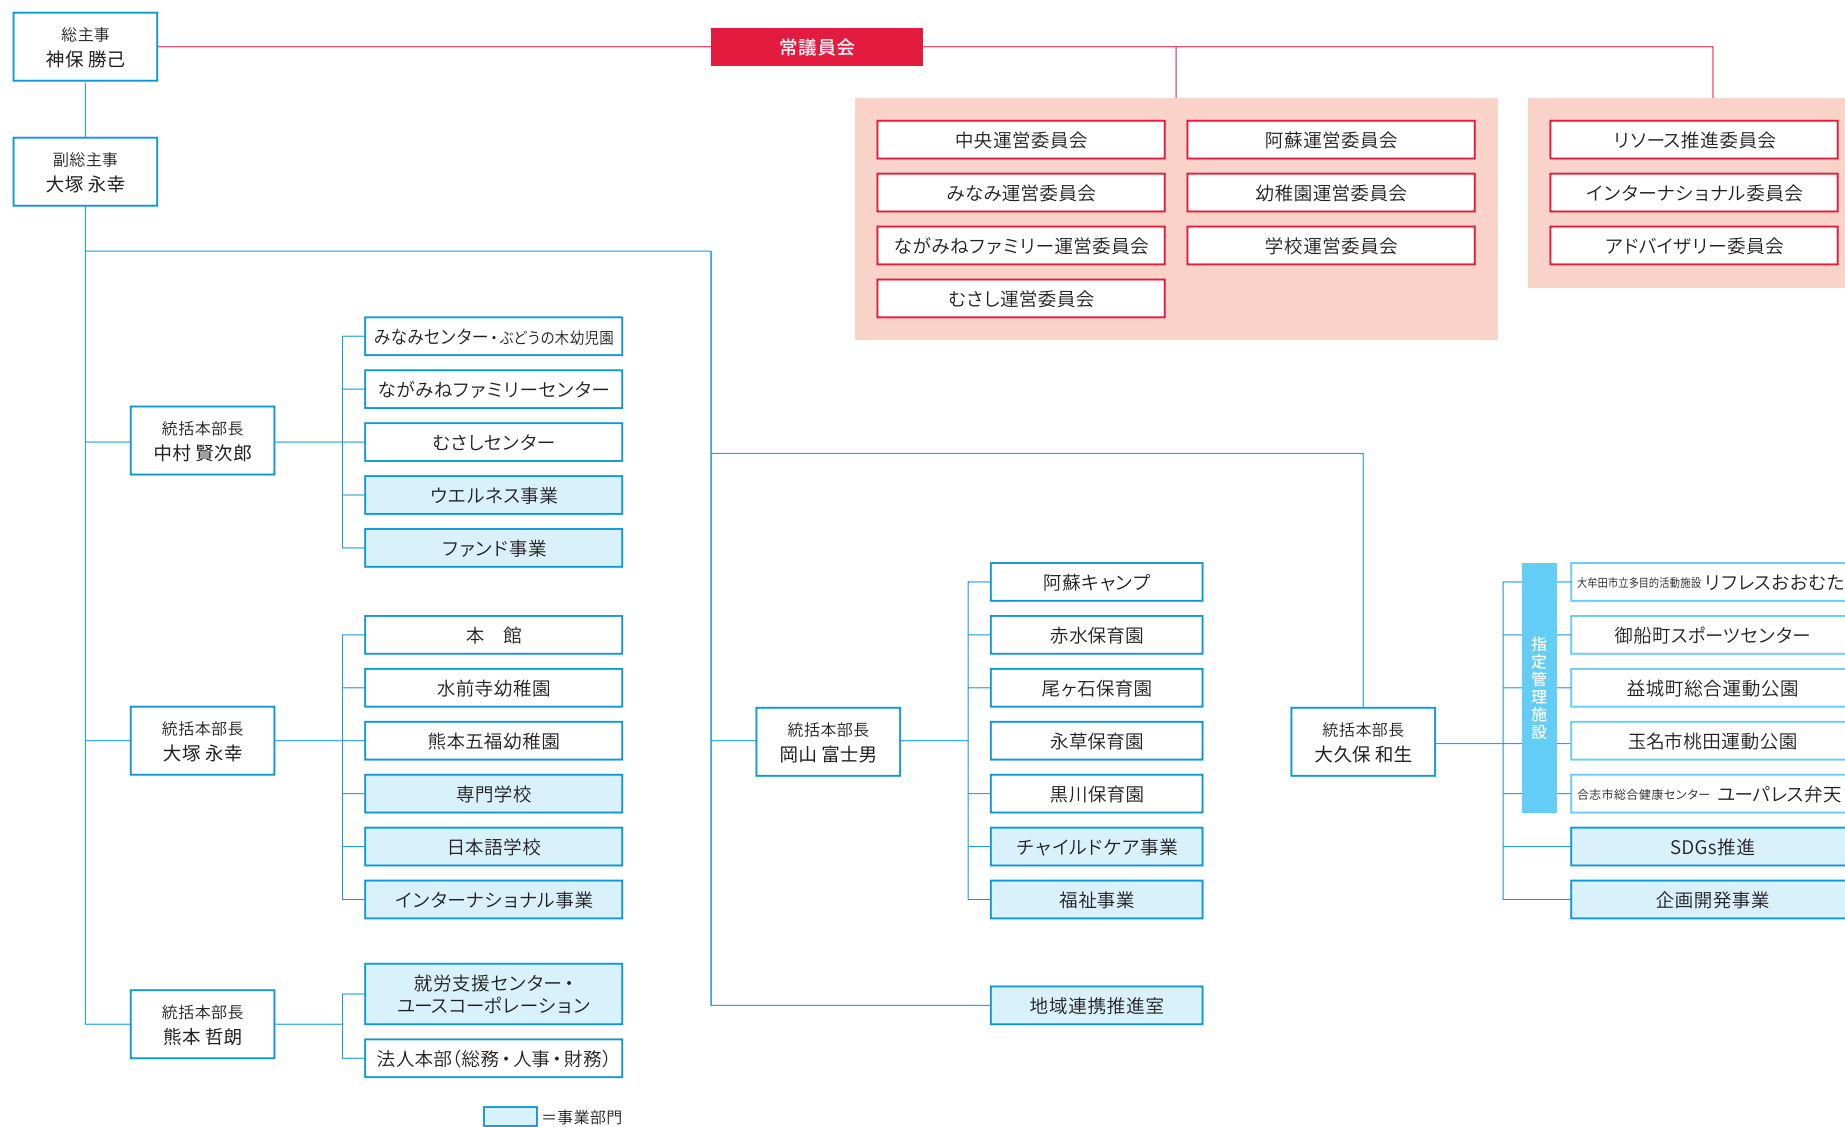 総主事
神保 勝己
常議員会
副総主事
大塚 永幸
中央運営委員会
みなみ運営委員会
ながみねファミリー運営委員会
むさし運営委員会
阿蘇運営委員会
幼稚園運営委員会
学校運営委員会
リソース推進委員会
インターナショナル委員会
アドバイザリー委員会
統括本部長
中村 賢次郎
みなみセンター・ぶどうの木幼児園
ながみねファミリーセンター
むさしセンター
ウエルネス事業
ファンド事業
統括本部長
大塚 永幸
本　館
水前寺幼稚園
熊本五福幼稚園
専門学校
日本語学校
インターナショナル事業
統括本部長
熊本 哲朗
就労支援センター・
ユースコーポレーション
法人本部（総務・人事・財務）
統括本部長
岡山 富士男
阿蘇キャンプ
赤水保育園
尾ヶ石保育園
永草保育園
黒川保育園
チャイルドケア事業
福祉事業
地域連携推進室
統括本部長
大久保 和生
指定管理施設
大牟田市立多目的活動施設 リフレスおおむた
御船町スポーツセンター
益城町総合運動公園
玉名市桃田運動公園
合志市総合健康センター ユーパレス弁天
SDGs推進
企画開発事業
＝事業部門